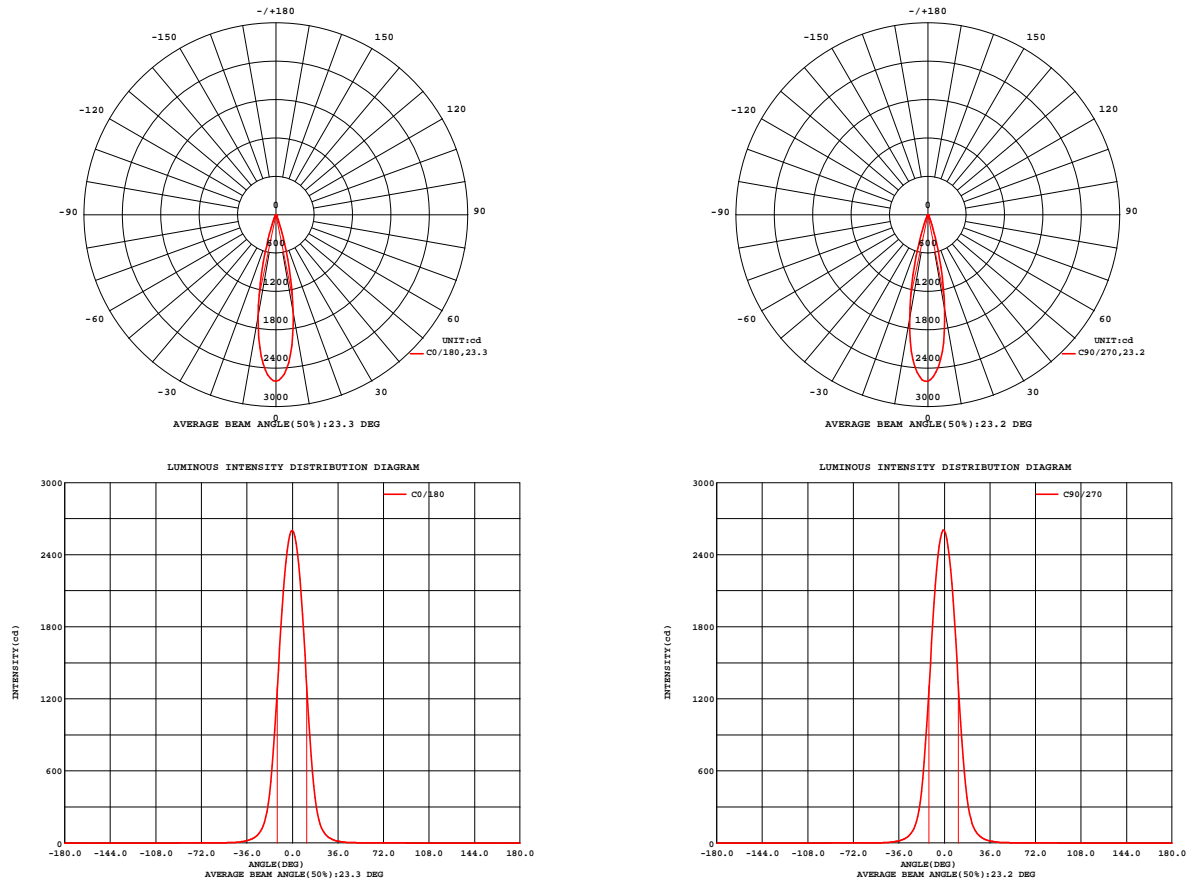 -/+180
-150 150
-120 120
-90 0 90
600
1200
-60 1800 60
UNIT:cd
C0/180,23.3
2400
-30 3000 30
0
AVERAGE BEAM ANGLE(50%):23.3 DEG
-/+180
-150 150
-120 120
-90 0 90
600
1200
-60 1800 60
UNIT:cd
C90/270,23.2
2400
-30 3000 30
0
AVERAGE BEAM ANGLE(50%):23.2 DEG
LUMINOUS INTENSITY DISTRIBUTION DIAGRAM
C0/180
INTENSITY(cd)
3000
2400
1800
1200
600
0
-180.0 -144.0 -108.0 -72.0 -36.0 0.0 36.0 72.0 108.0 144.0 180.0
ANGLE(DEG)
AVERAGE BEAM ANGLE(50%):23.3 DEG
LUMINOUS INTENSITY DISTRIBUTION DIAGRAM
C90/270
INTENSITY(cd)
3000
2400
1800
1200
600
0
-180.0 -144.0 -108.0 -72.0 -36.0 0.0 36.0 72.0 108.0 144.0 180.0
ANGLE(DEG)
AVERAGE BEAM ANGLE(50%):23.2 DEG